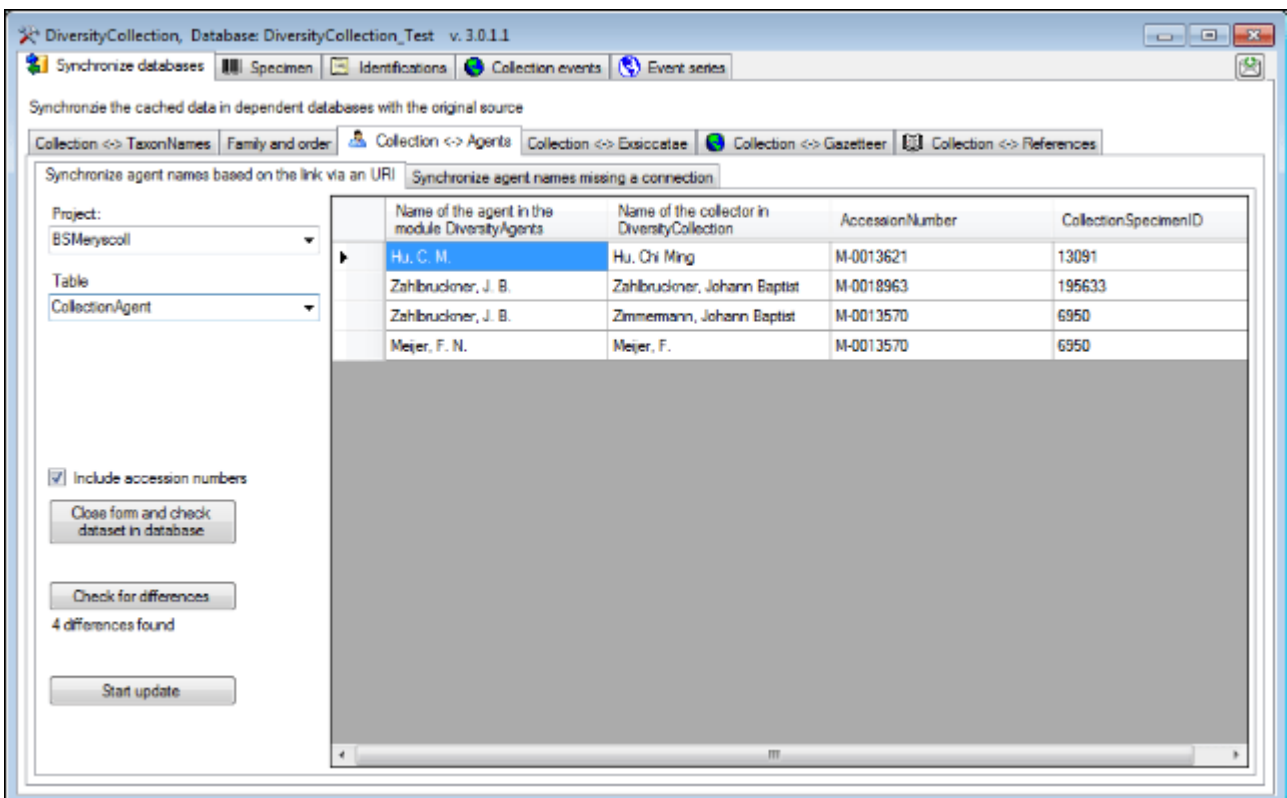 DiversityCollection, Database: DiversityCollection_Test v. 3.0.1.1
Synchronize databases Specimen Identifications Collection events Event series
Synchronzie the cached data in dependent databases with the original source
Collection <-> TaxonNames Family and order Collection <-> Agents Collection <-> Exsiccatae Collection <-> Gazetteer Collection <-> References
Synchronize agent names based on the link via an URI Synchronize agent names missing a connection
Project:
BSMeryscoll
Table
CollectionAgent
Include accession numbers
Close form and check
dataset in database
Check for differences
4 differences found
Start update
Name of the agent in the
module DiversityAgents
Name of the collector in
DiversityCollection
AccessionNumber
CollectionSpecimenID
Hu, C. M. Hu, Chi Ming M-0013621 13091
Zahlbruckner, J. B. Zahlbruckner, Johann Baptist M-0018963 195633
Zahlbruckner, J. B. Zimmermann, Johann Baptist M-0013570 6950
Meijer, F. N. Meijer, F. M-0013570 6950